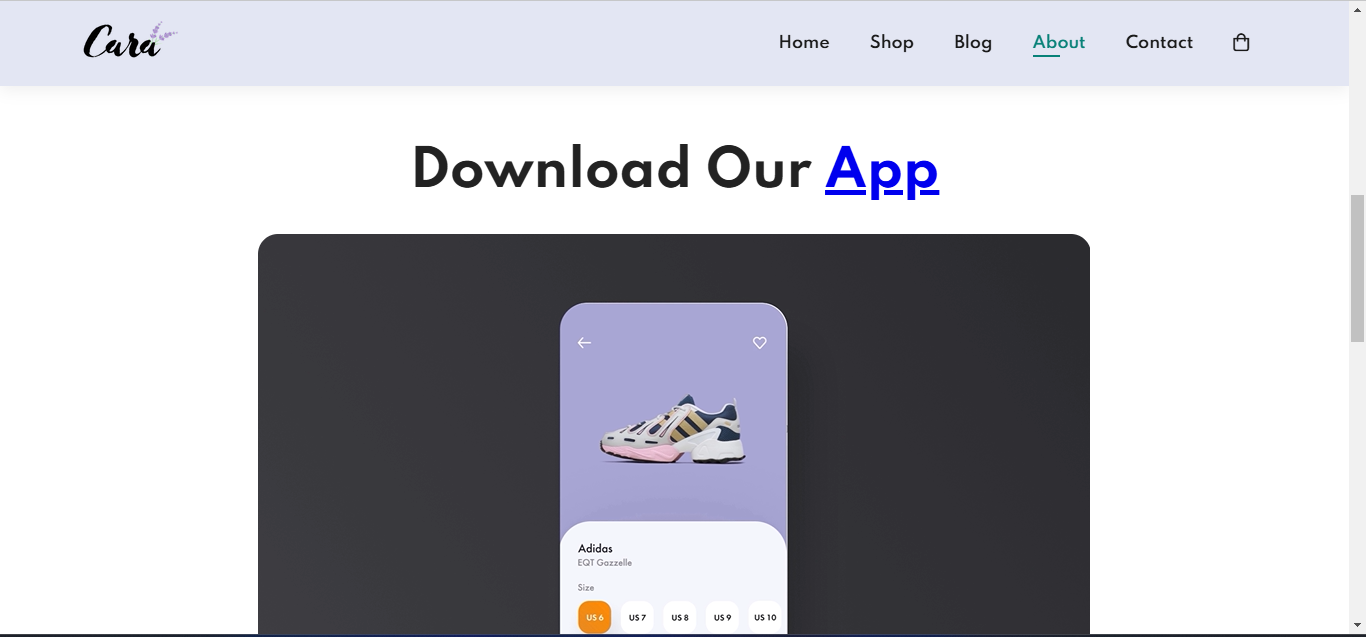 Cara
Home Shop Blog About Contact
Download Our App
Adidas
EQT Gazzelle
Size
US 6 US 7 US 8 US 9 US 10